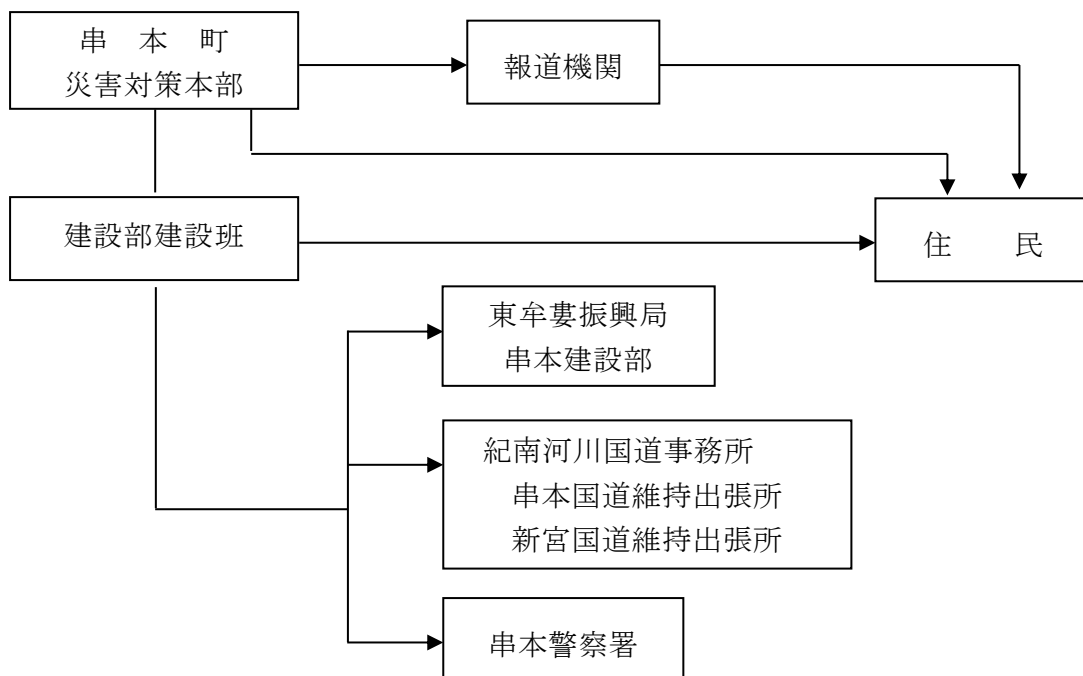 串　本　町
災害対策本部
報道機関
建設部建設班
住　　民
東牟婁振興局
串本建設部
紀南河川国道事務所
串本国道維持出張所
新宮国道維持出張所
串本警察署